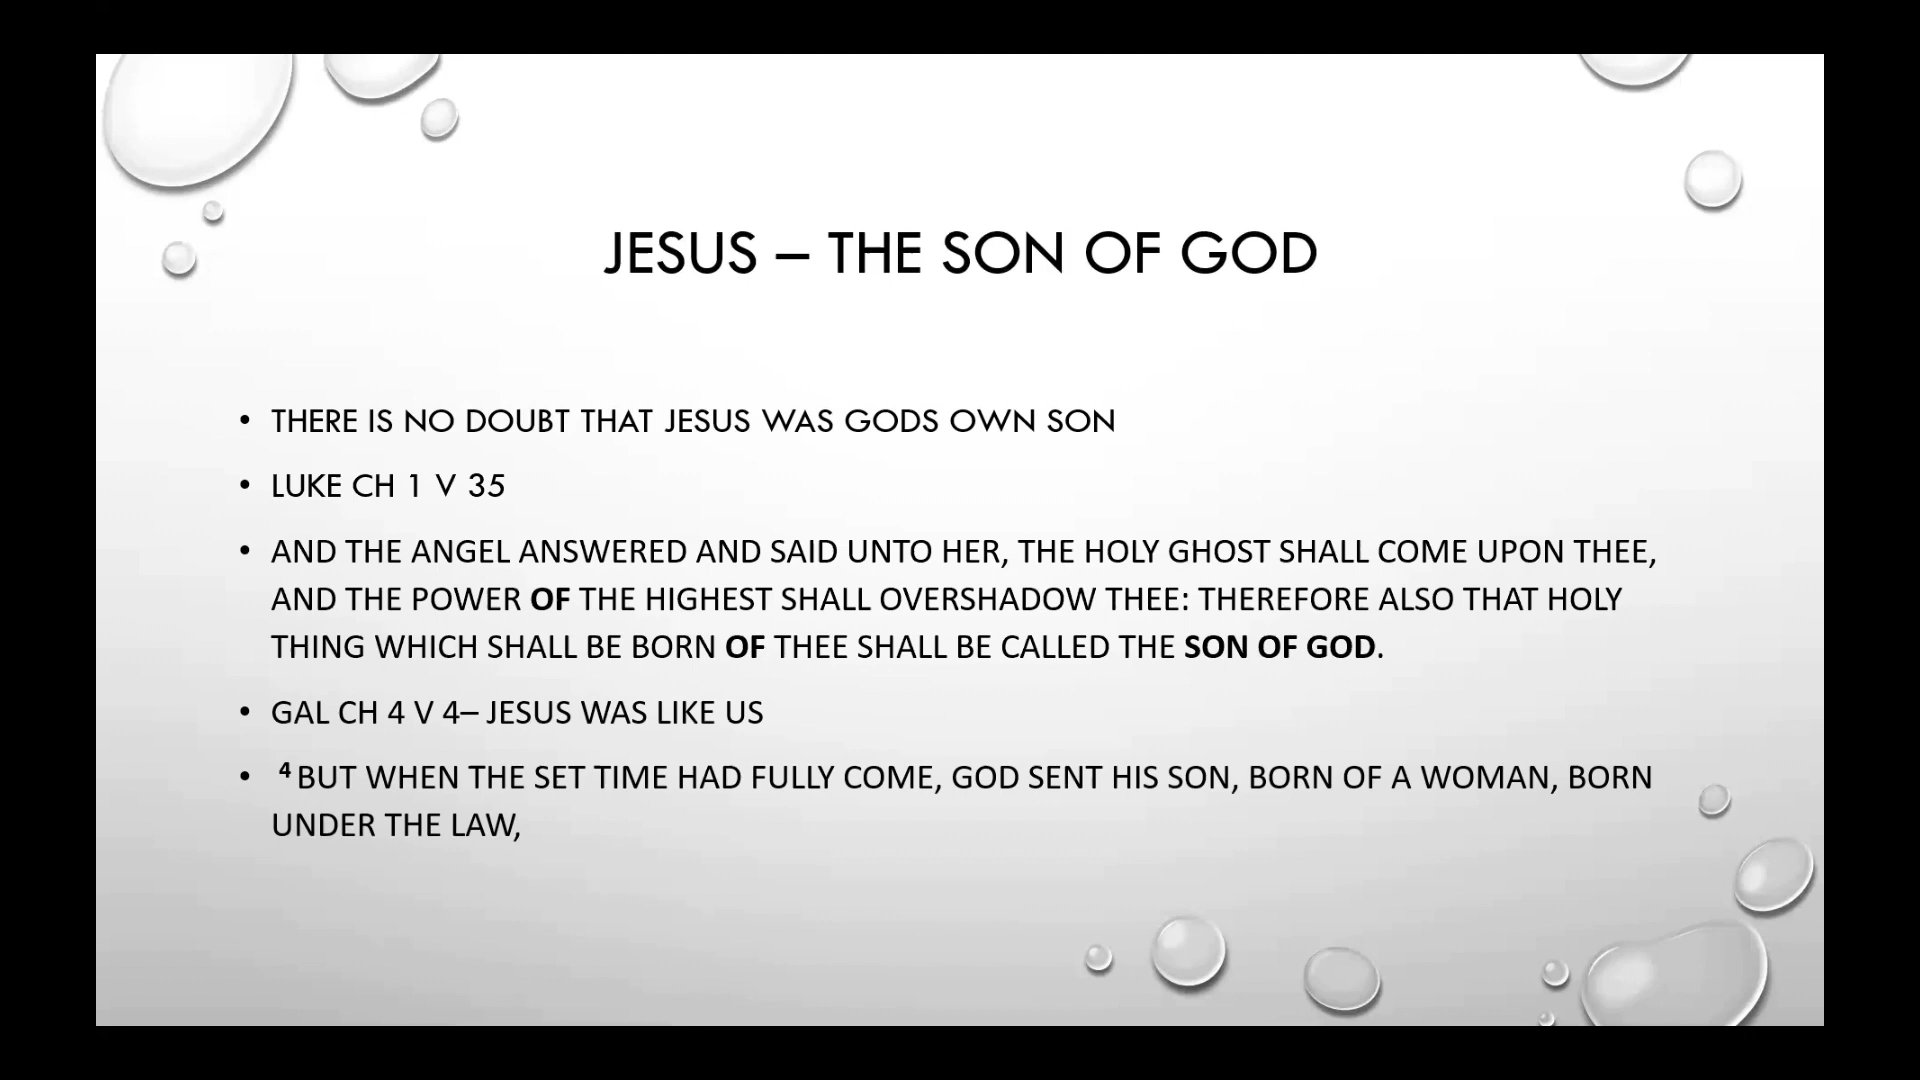 JESUS – THE SON OF GOD
• THERE IS NO DOUBT THAT JESUS WAS GODS OWN SON
• LUKE CH 1 V 35
• AND THE ANGEL ANSWERED AND SAID UNTO HER, THE HOLY GHOST SHALL COME UPON THEE,
AND THE POWER OF THE HIGHEST SHALL OVERSHADOW THEE: THEREFORE ALSO THAT HOLY
THING WHICH SHALL BE BORN OF THEE SHALL BE CALLED THE SON OF GOD.
• GAL CH 4 V 4– JESUS WAS LIKE US
• 4 BUT WHEN THE SET TIME HAD FULLY COME, GOD SENT HIS SON, BORN OF A WOMAN, BORN
UNDER THE LAW,